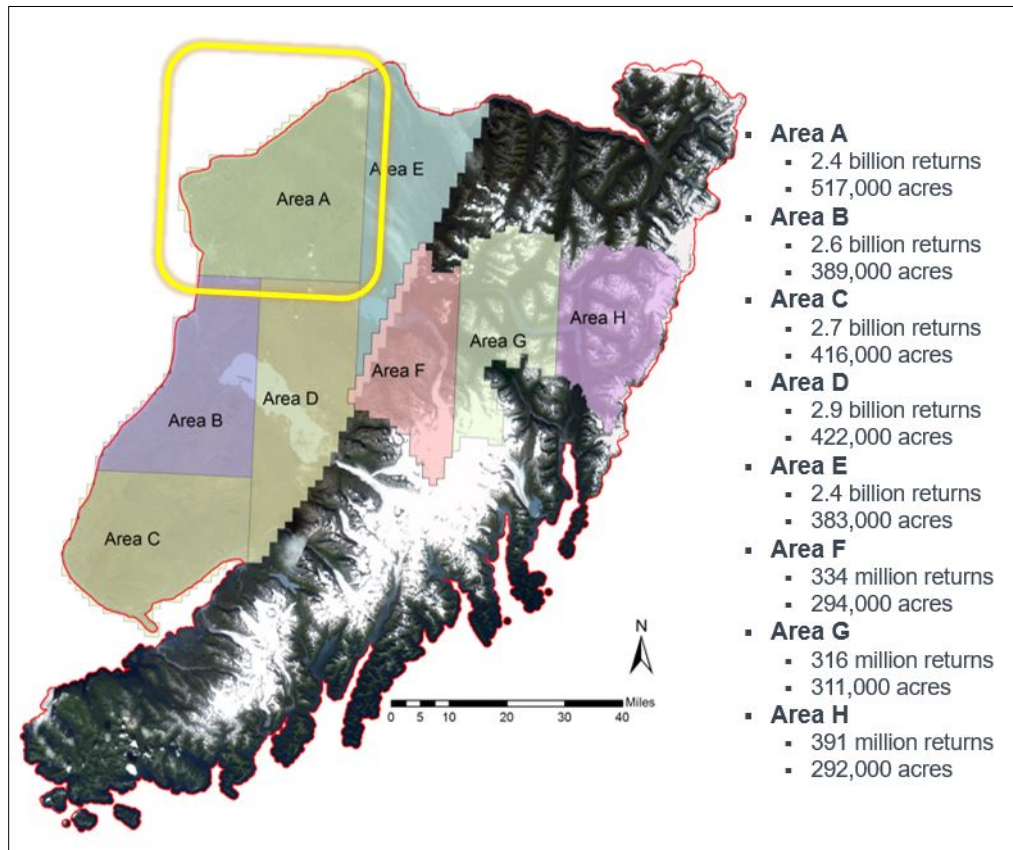 Area A
Area E
Area H
Area G
Area F
Area D
Area B
Area C
N
Miles
0 5 10 20 30 40
▪ Area A
▪ 2.4 billion returns
▪ 517,000 acres
▪ Area B
▪ 2.6 billion returns
▪ 389,000 acres
▪ Area C
▪ 2.7 billion returns
▪ 416,000 acres
▪ Area D
▪ 2.9 billion returns
▪ 422,000 acres
▪ Area E
▪ 2.4 billion returns
▪ 383,000 acres
▪ Area F
▪ 334 million returns
▪ 294,000 acres
▪ Area G
▪ 316 million returns
▪ 311,000 acres
▪ Area H
▪ 391 million returns
▪ 292,000 acres